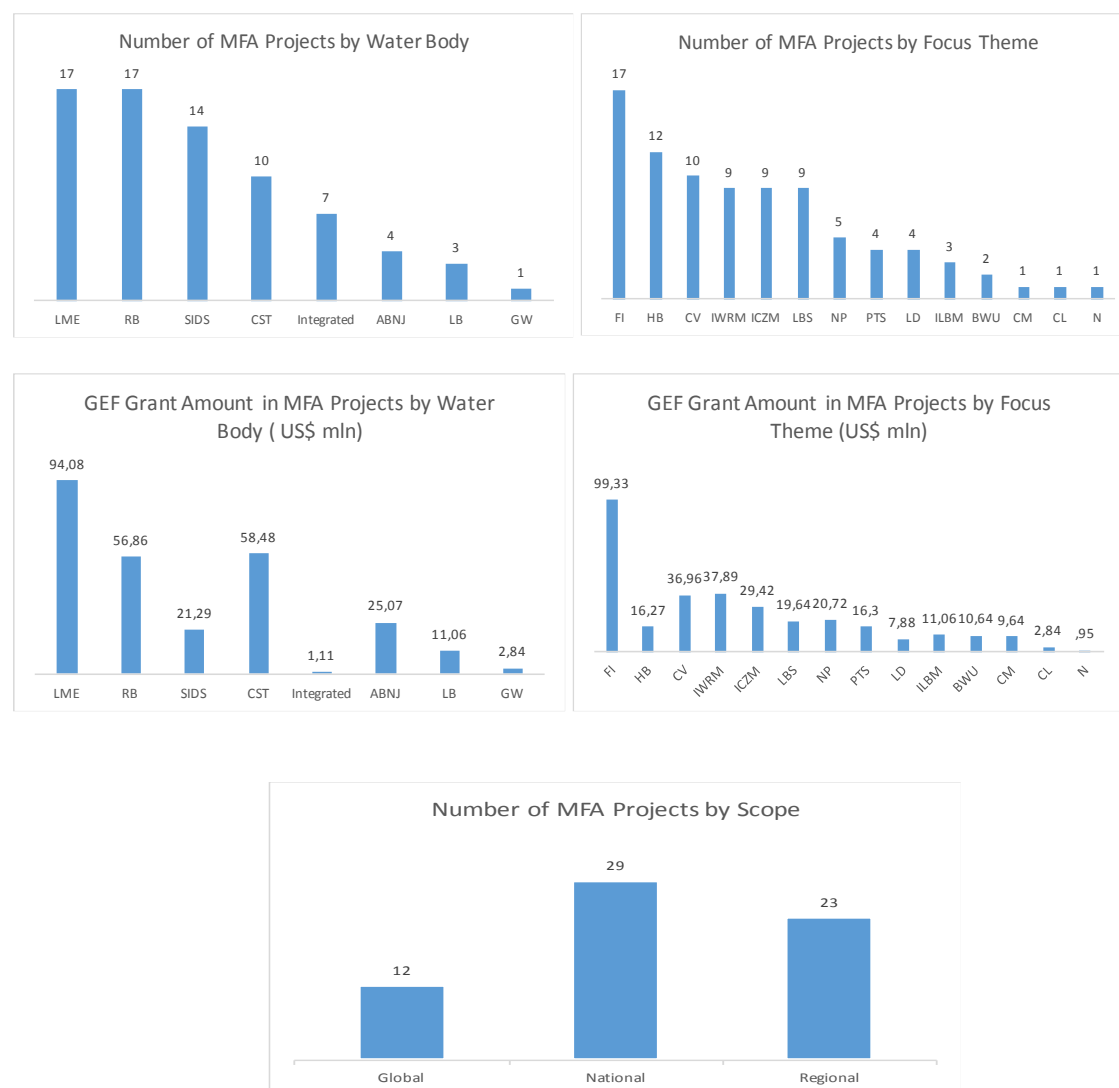 Number of MFA Projects by Water Body
17 17 14 10 7 4 3 1
LME RB SIDS CST Integrated ABNJ LB GW
Number of MFA Projects by Focus Theme
17 12 10 9 9 9 5 4 4 3 2 1 1 1
FI HB CV IWRM ICZM LBS NP PTS LD ILBM BWU CM CL N
GEF Grant Amount in MFA Projects by Water
Body ( US$ mln)
94,08 56,86 21,29 58,48 1,11 25,07 11,06 2,84
LME RB SIDS CST Integrated ABNJ LB GW
GEF Grant Amount in MFA Projects by Focus
Theme (US$ mln)
99,33 16,27 36,96 37,89 29,42 19,64 20,72 16,3 7,88 11,06 10,64 9,64 2,84 ,95
FI HB CV IWRM ICZM LBS NP PTS LD ILBM BWU CM CL N
Number of MFA Projects by Scope
12 29 23
Global National Regional